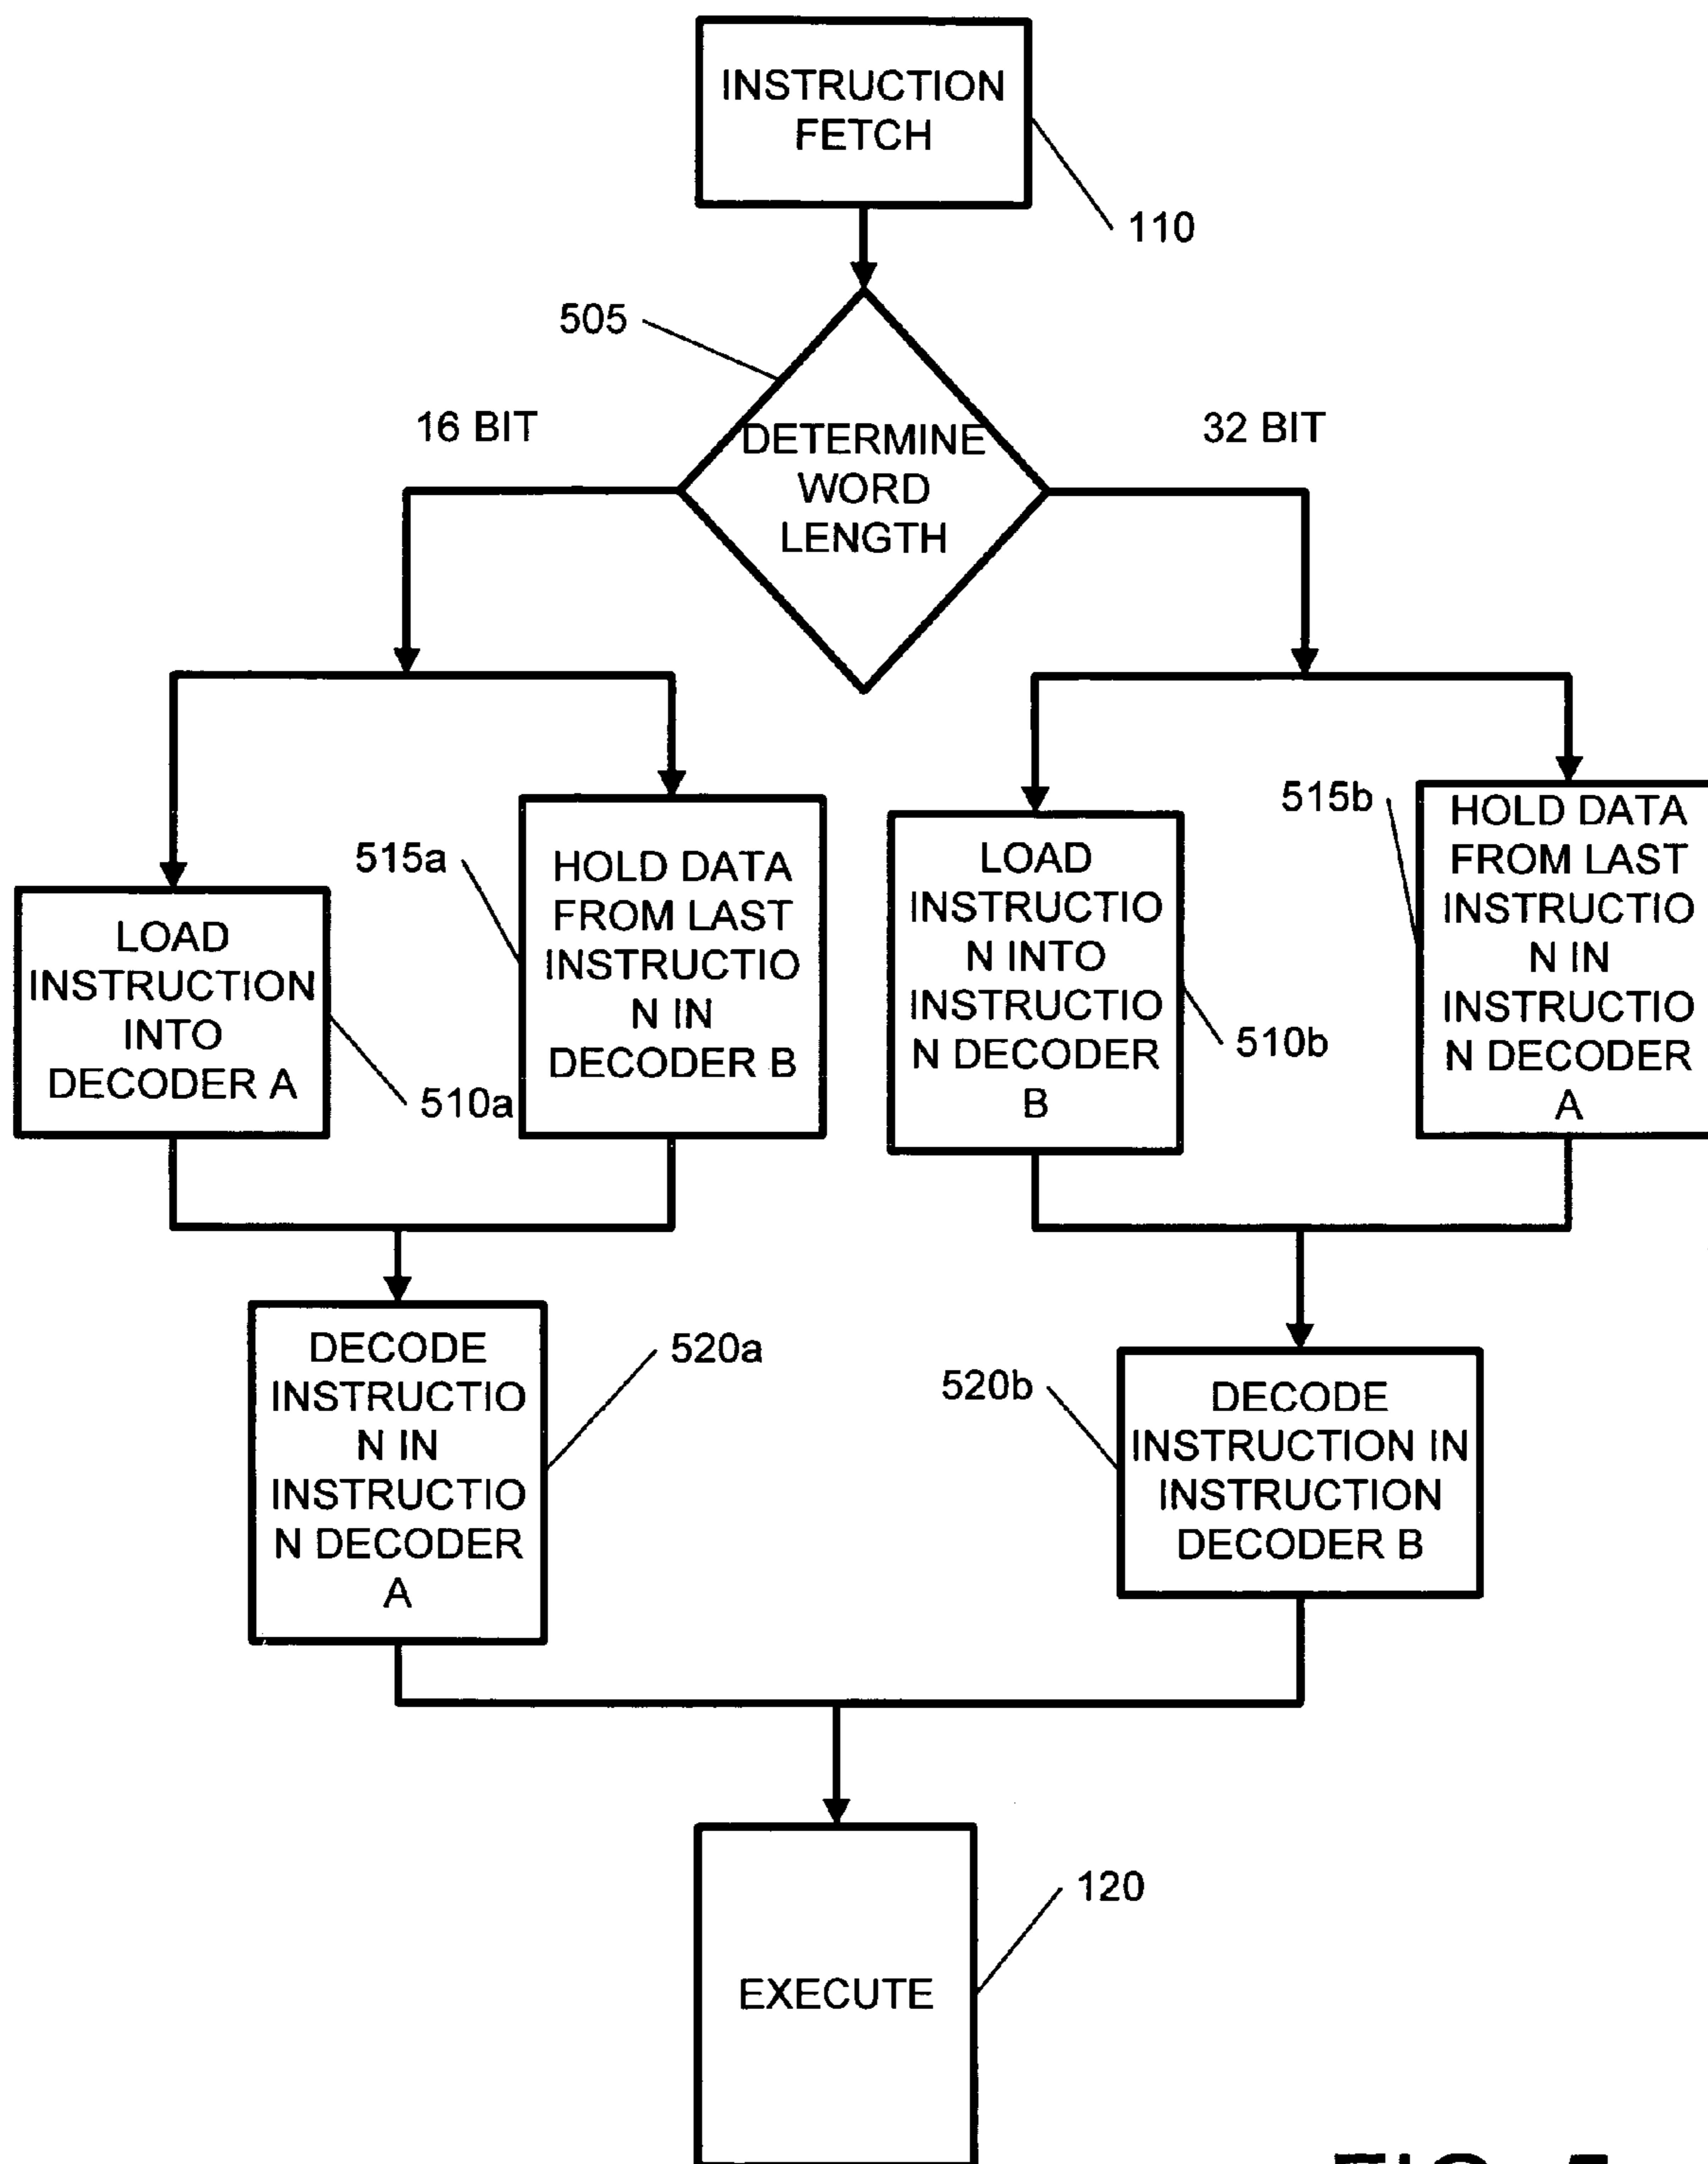 INSTRUCTION
FETCH
110
505
16 BIT
32 BIT
DETERMINE
WORD
LENGTH
515a
515b
LOAD
INSTRUCTION
INTO
DECODER A
510a
HOLD DATA
FROM LAST
INSTRUCTIO
N IN
DECODER B
LOAD
INSTRUCTIO
N INTO
INSTRUCTIO
N DECODER
B
510b
HOLD DATA
FROM LAST
INSTRUCTIO
N IN
INSTRUCTIO
N DECODER
A
DECODE
INSTRUCTIO
N IN
INSTRUCTIO
N DECODER
A
520a
520b
DECODE
INSTRUCTION IN
INSTRUCTION
DECODER B
EXECUTE
120